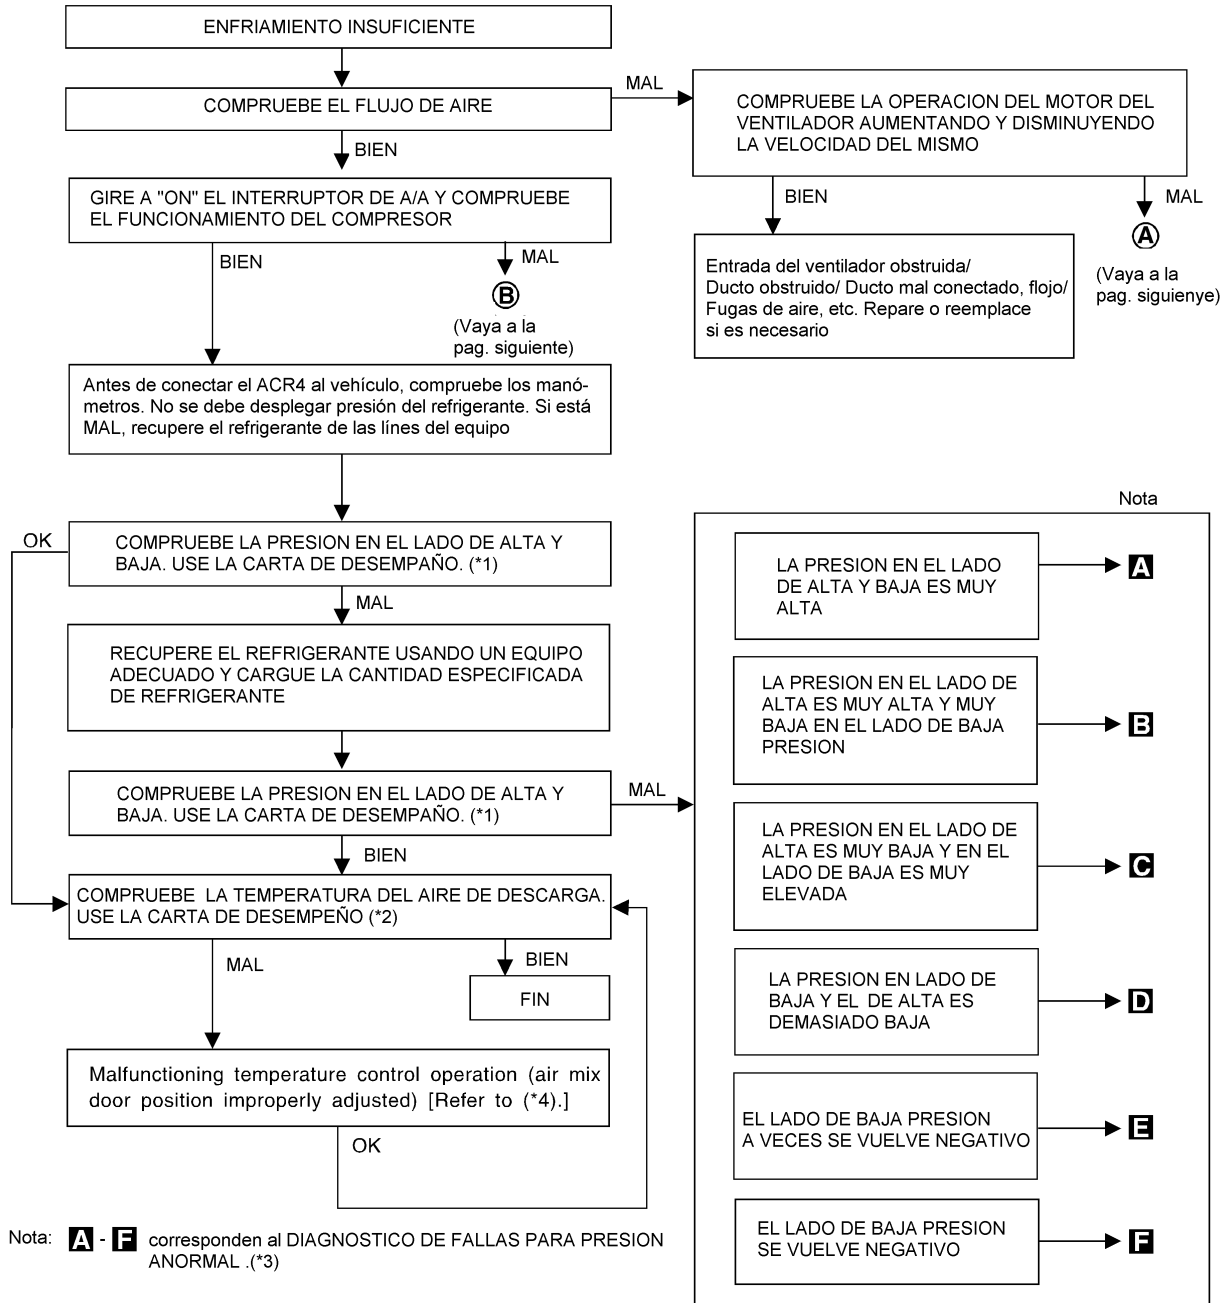 ENFRIAMIENTO INSUFICIENTE
COMPRUEBE EL FLUJO DE AIRE
MAL
COMPRUEBE LA OPERACION DEL MOTOR DEL
VENTILADOR AUMENTANDO Y DISMINUYENDO
LA VELOCIDAD DEL MISMO
BIEN
MAL
A
(Vaya a la
pag. siguienye)
Entrada del ventilador obstruida/
Ducto obstruido/ Ducto mal conectado, flojo/
Fugas de aire, etc. Repare o reemplace
si es necesario
BIEN
GIRE A "ON" EL INTERRUPTOR DE A/A Y COMPRUEBE
EL FUNCIONAMIENTO DEL COMPRESOR
BIEN
MAL
B
(Vaya a la
pag. siguiente)
Antes de conectar el ACR4 al vehículo, compruebe los manó-
metros. No se debe desplegar presión del refrigerante. Si está
MAL, recupere el refrigerante de las línes del equipo
OK
COMPRUEBE LA PRESION EN EL LADO DE ALTA Y
BAJA. USE LA CARTA DE DESEMPAÑO. (*1)
MAL
RECUPERE EL REFRIGERANTE USANDO UN EQUIPO
ADECUADO Y CARGUE LA CANTIDAD ESPECIFICADA
DE REFRIGERANTE
COMPRUEBE LA PRESION EN EL LADO DE ALTA Y
BAJA. USE LA CARTA DE DESEMPAÑO. (*1)
MAL
BIEN
COMPRUEBE LA TEMPERATURA DEL AIRE DE DESCARGA.
USE LA CARTA DE DESEMPEÑO (*2)
MAL
BIEN
FIN
Malfunctioning temperature control operation (air mix
door position improperly adjusted) [Refer to (*4).]
OK
Nota
LA PRESION EN EL LADO
DE ALTA Y BAJA ES MUY
ALTA
A
LA PRESION EN EL LADO DE
ALTA ES MUY ALTA Y MUY
BAJA EN EL LADO DE BAJA
PRESION
B
LA PRESION EN EL LADO DE
ALTA ES MUY BAJA Y EN EL
LADO DE BAJA ES MUY
ELEVADA
C
LA PRESION EN LADO DE
BAJA Y EL DE ALTA ES
DEMASIADO BAJA
D
EL LADO DE BAJA PRESION
A VECES SE VUELVE NEGATIVO
E
EL LADO DE BAJA PRESION
SE VUELVE NEGATIVO
F
Nota: A - F corresponden al DIAGNOSTICO DE FALLAS PARA PRESION
ANORMAL .(*3)